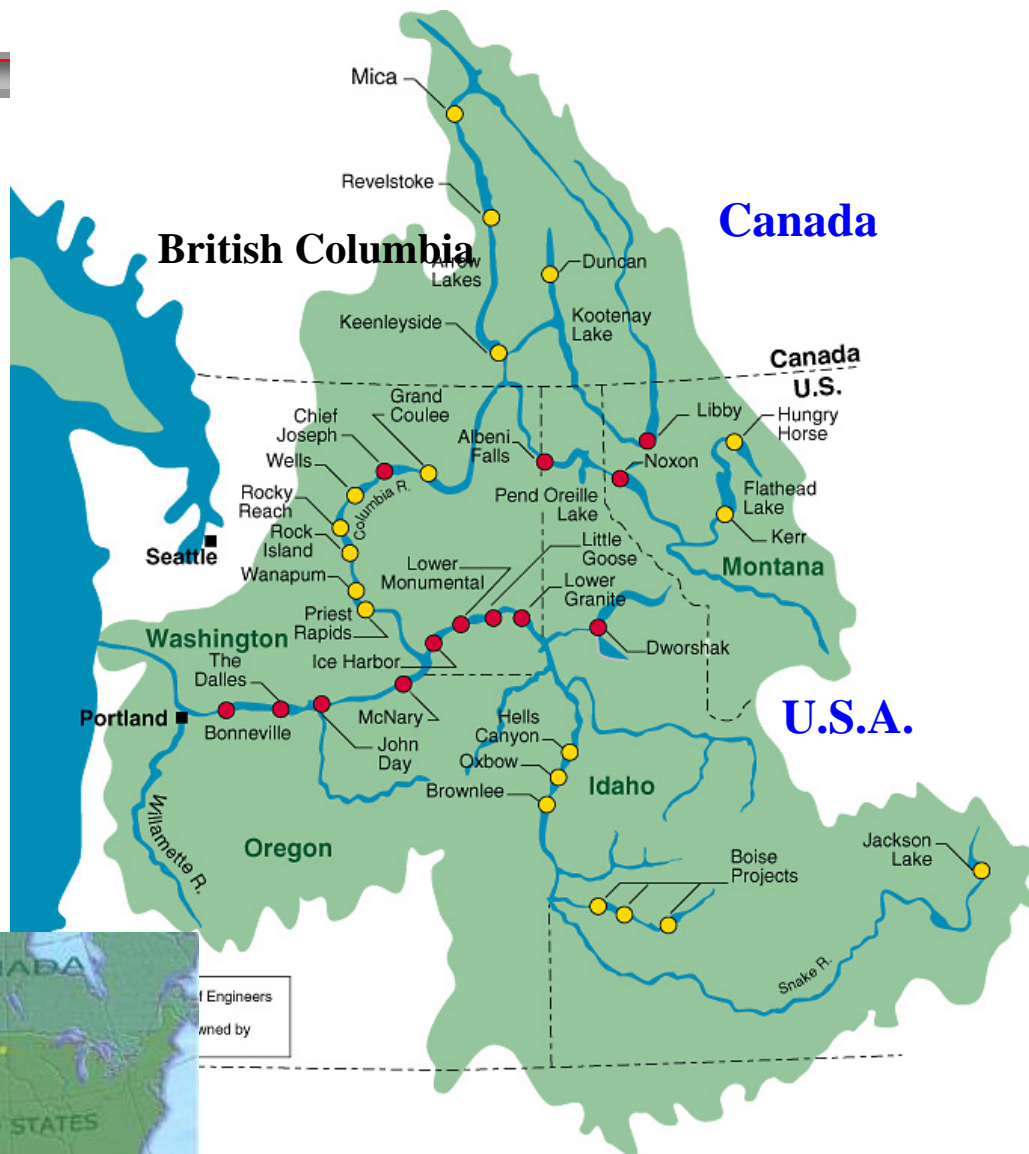 Mica
Revelstoke
Canada
British Columbia
Arrow
Lakes
Duncan
Keenleyside
Kootenay
Lake
Canada
U.S.
Grand
Coulee
Chief
Joseph
Albeni
Falls
Libby
Hungry
Horse
Wells
Noxon
Columbia R.
Rocky
Reach
Pend Oreille
Lake
Flathead
Lake
Rock
Island
Kerr
Seattle
Little
Goose
Lower
Monumental
Wanapum
Lower
Granite
Montana
Priest
Rapids
Washington
Ice Harbor
Dworshak
The
Dalles
Portland
Bonneville
McNary
John
Day
Hells
Canyon
U.S.A.
Oxbow
Brownlee
Idaho
Willamette R.
Oregon
Boise
Projects
Jackson
Lake
Snake R.
NADA
f Engineers
wned by
STATES